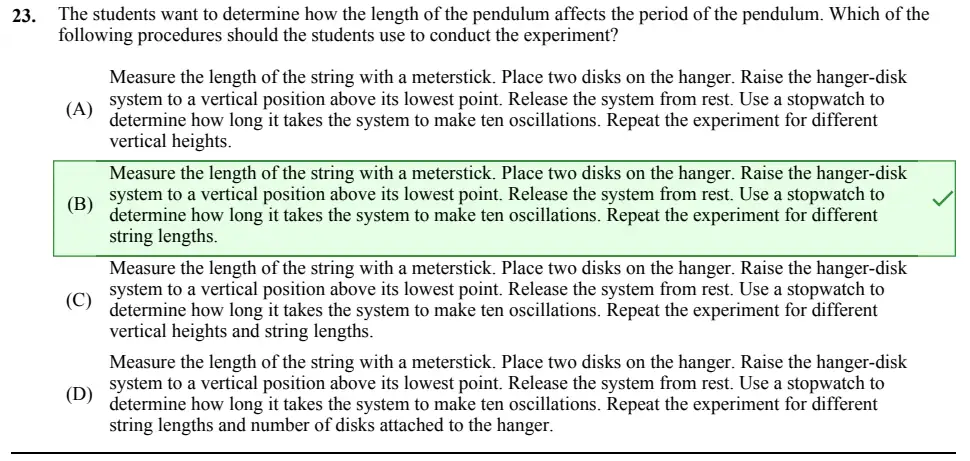 23. The students want to determine how the length of the pendulum affects the period of the pendulum. Which of the
following procedures should the students use to conduct the experiment?
Measure the length of the string with a meterstick. Place two disks on the hanger. Raise the hanger-disk
(A) system to a vertical position above its lowest point. Release the system from rest. Use a stopwatch to
determine how long it takes the system to make ten oscillations. Repeat the experiment for different
vertical heights.
Measure the length of the string with a meterstick. Place two disks on the hanger. Raise the hanger-disk
(B) system to a vertical position above its lowest point. Release the system from rest. Use a stopwatch to
determine how long it takes the system to make ten oscillations. Repeat the experiment for different
string lengths.
Measure the length of the string with a meterstick. Place two disks on the hanger. Raise the hanger-disk
(C) system to a vertical position above its lowest point. Release the system from rest. Use a stopwatch to
determine how long it takes the system to make ten oscillations. Repeat the experiment for different
vertical heights and string lengths.
Measure the length of the string with a meterstick. Place two disks on the hanger. Raise the hanger-disk
(D) system to a vertical position above its lowest point. Release the system from rest. Use a stopwatch to
determine how long it takes the system to make ten oscillations. Repeat the experiment for different
string lengths and number of disks attached to the hanger.